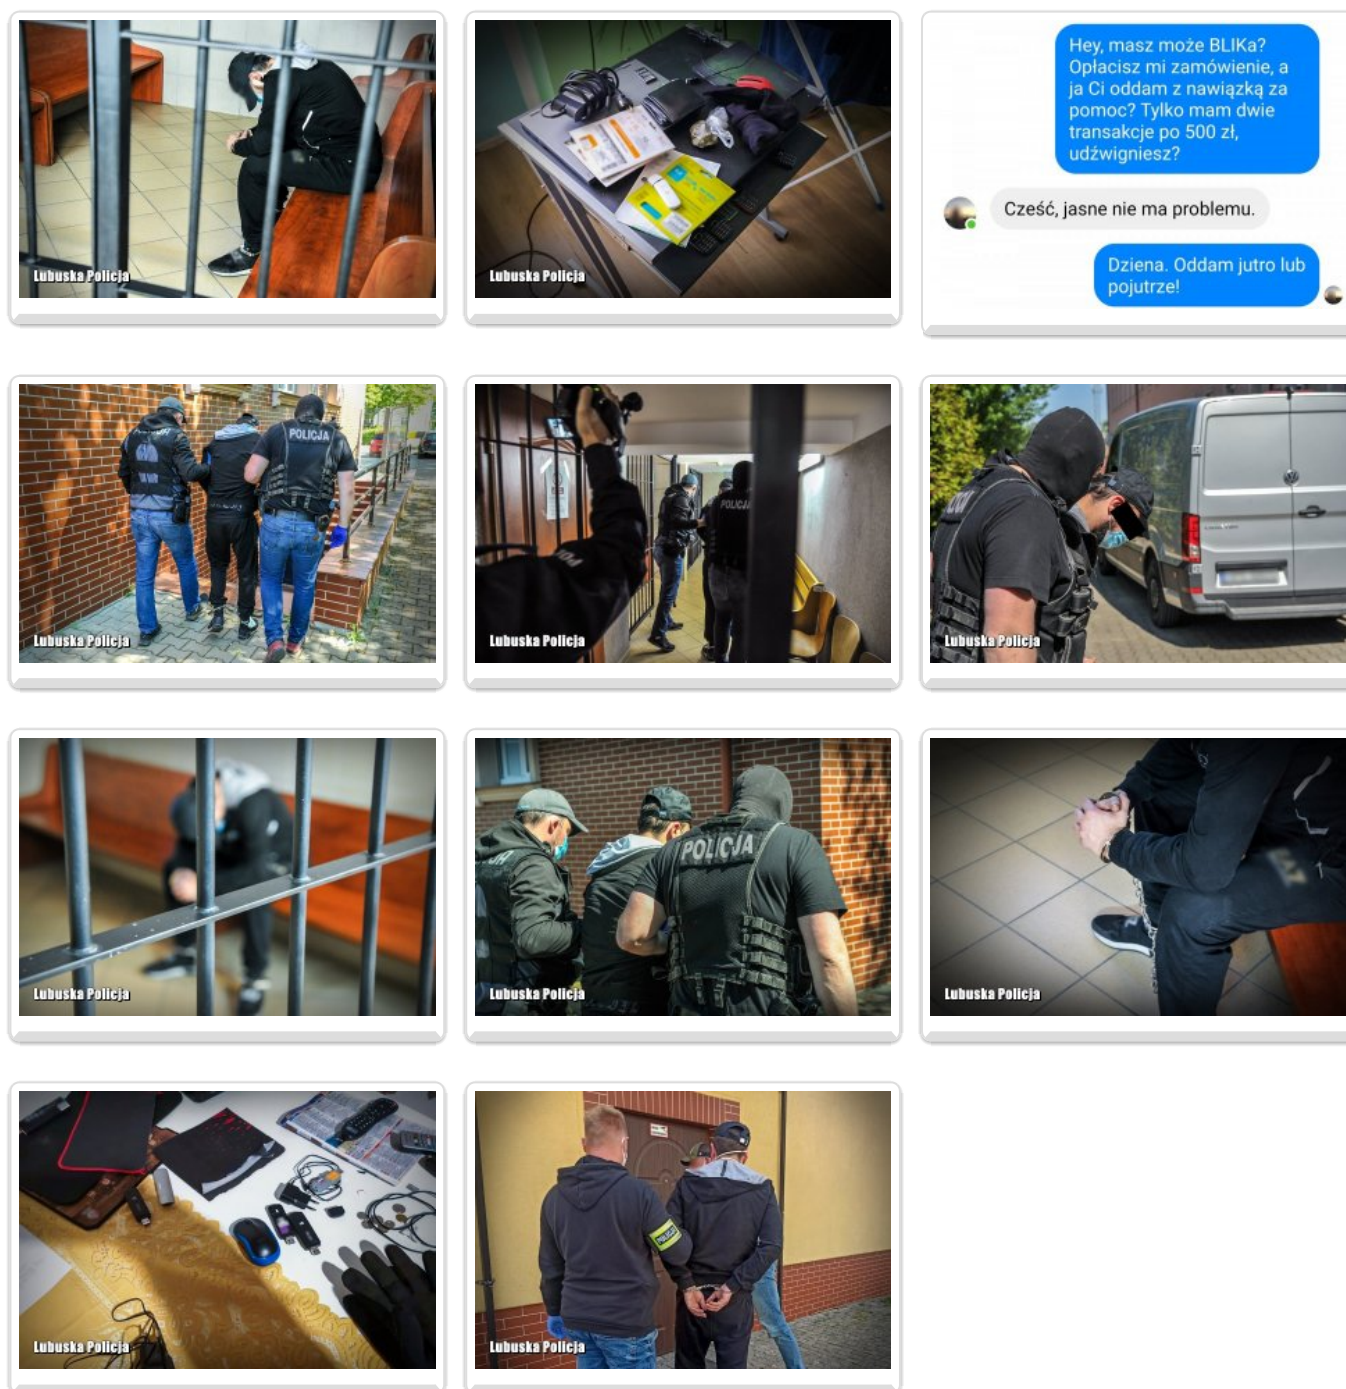 Lubuska Policja
Lubuska Policja
Hey, masz może BLIKa?
Opłacisz mi zamówienie, a
ja Ci oddam z nawiązką za
pomoc? Tylko mam dwie
transakcje po 500 zł,
udźwigniesz?
Cześć, jasne nie ma problemu.
Dziena. Oddam jutro lub
pojutrze!
POLICJA
Lubuska Policja
POLICJA
Lubuska Policja
Lubuska Policja
Lubuska Policja
POLICJA
Lubuska Policja
Lubuska Policja
Lubuska Policja
POLICJA
Lubuska Policja